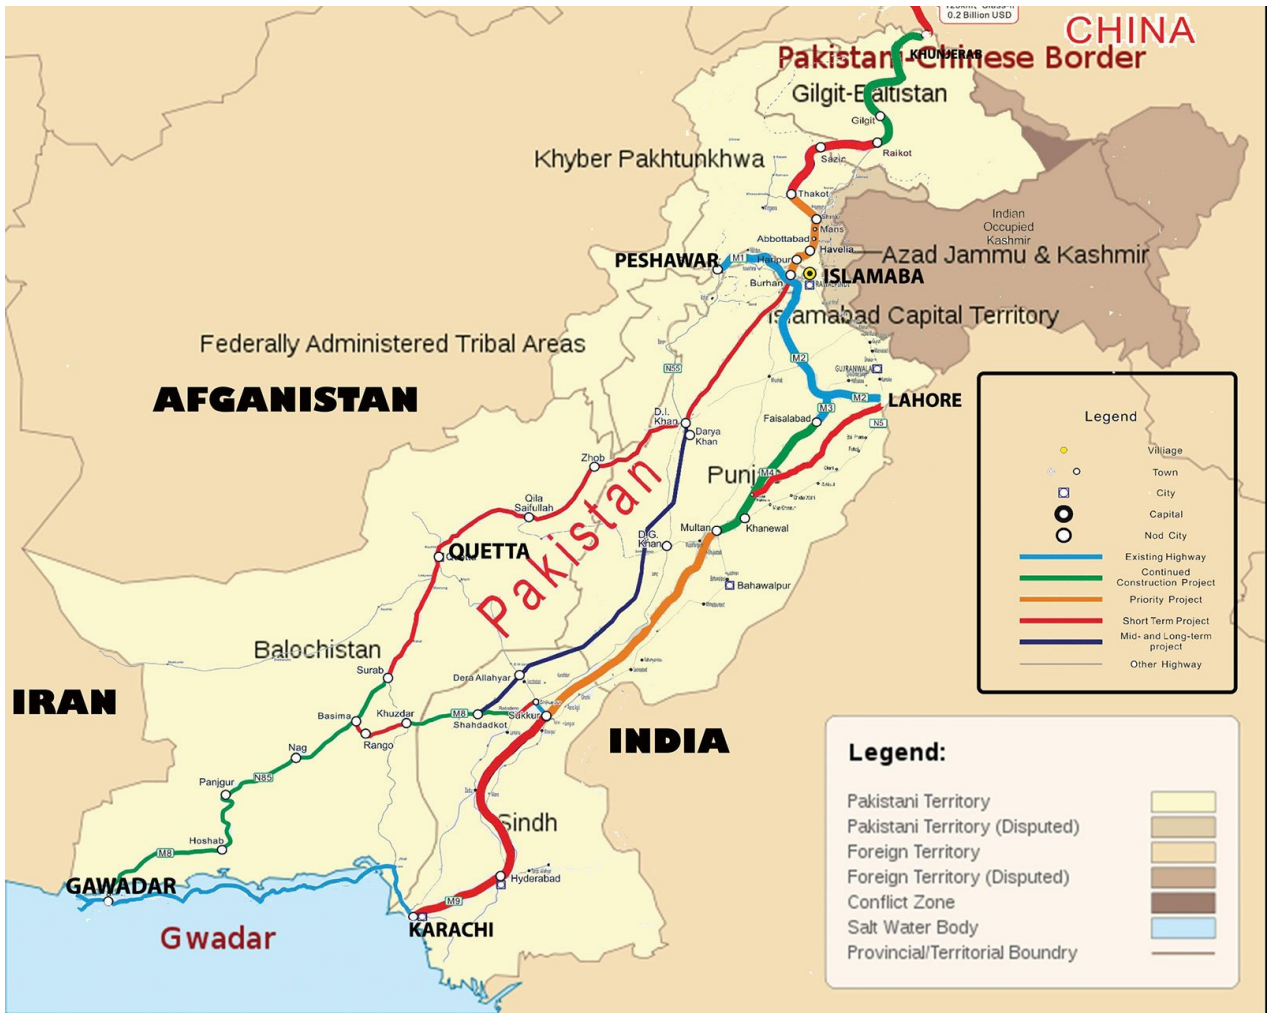 0.2 Billion USD
CHINA
KHUNJERAB
Pakistani-Chinese Border
Gilgit-Baltistan
Gilgit
Raikot
Sazin
Khyber Pakhtunkhwa
Thakot
Mans
Indian
Occupied
Kashmir
Abbottabad
Havelia
Azad Jammu & Kashmir
PESHAWAR
M1
Haripur
ISLAMABA
Burhan
Islamabad Capital Territory
Federally Administered Tribal Areas
M2
N55
GUJRANWALA
AFGANISTAN
M2
LAHORE
M3
D.I.
Khan
Faisalabad
N5
Darya
Khan
Zhob
M4
Punj
Pakistan
Qila
Saifullah
Multan
Khanewal
D.G.
Khan
QUETTA
Bahawalpur
Balochistan
Surab
Dera Allahyar
IRAN
Basima
Khuzdar
M8
Shahdadkot
Sukkur
Rango
INDIA
Nag
N85
Panjgur
Sindh
Hoshab
M8
Hyderabad
GAWADAR
M9
KARACHI
Gwadar
Legend
Villiage
Town
City
Capital
Nod City
Existing Highway
Continued
Construction Project
Priority Project
Short Term Project
Mid- and Long-term
project
Other Highway
Legend:
Pakistani Territory
Pakistani Territory (Disputed)
Foreign Territory
Foreign Territory (Disputed)
Conflict Zone
Salt Water Body
Provincial/Territorial Boundry